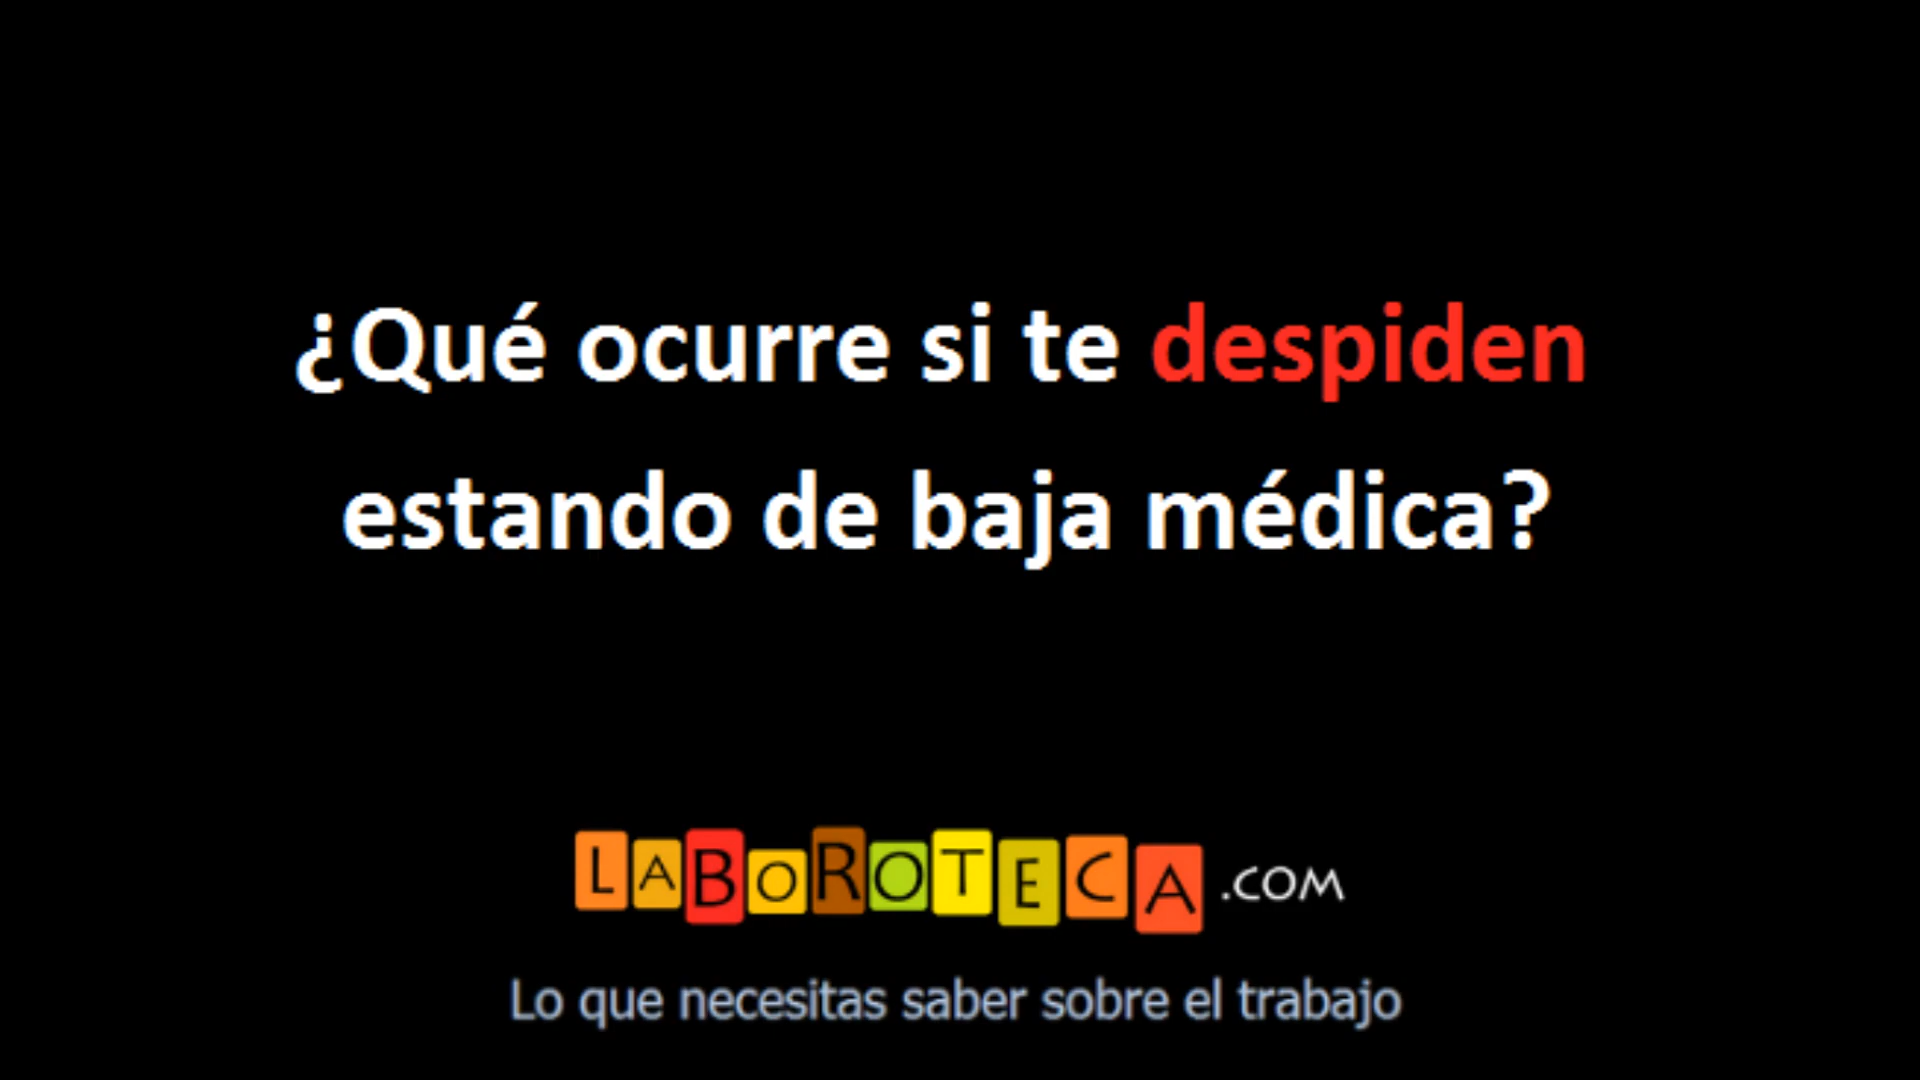 ¿Qué ocurre si te despiden
estando de baja médica?
LABOROTECA.COM
Lo que necesitas saber sobre el trabajo